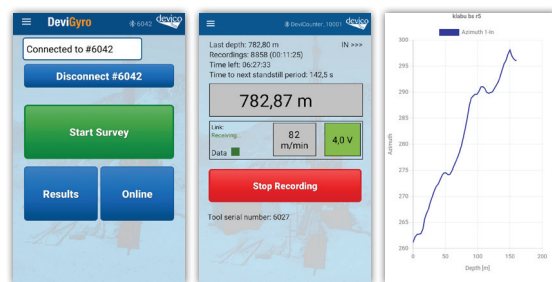 DeviGyro
6042
devico
Connected to #6042
Disconnect #6042
Start Survey
Results
Online
DeviCounter, 10001
devico
Last depth: 782,80 m
IN >>>
Recordings: 8858 (00:11:25)
Time left: 06:27:33
Time to next standstill period: 142,5 s
782,87 m
Link:
Receiving...
Data
82
m/min
4,0 V
Stop Recording
Tool serial number: 6027
klabu bs r5
Azimuth 1-In
Azimuth
300
295
290
285
280
275
270
265
260
0
50
100
150
200
Depth [m]